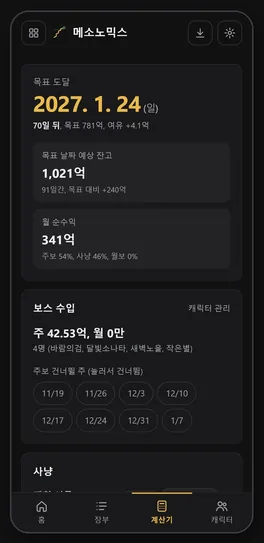 메소노믹스
목표 도달
2027. 1. 24 (일)
70일 뒤, 목표 781억, 여유 +4.1억
목표 날짜 예상 잔고
1,021억
91일간, 목표 대비 +240억
월 순수익
341억
주보 54%, 사냥 46%, 월보 0%
보스 수입
캐릭터 관리
주 42.53억, 월 0만
4명 (바람의검, 달빛소나타, 새벽노을, 작은별)
주보 건너뛸 주 (눌러서 건너뜀)
11/19 11/26 12/3 12/10
12/17 12/24 12/31 1/7
사냥
홈 장부 계산기 캐릭터